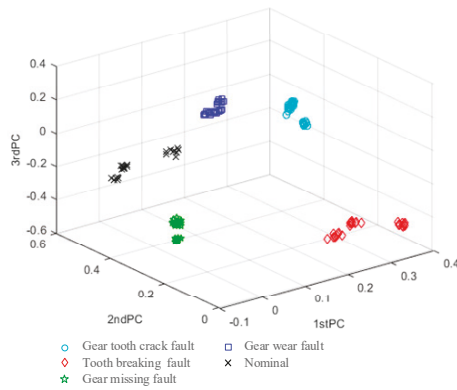 0.4
0.2
0
-0.2
-0.4
-0.6
3rdPC
0.6
0.4
0.2
0
2ndPC
-0.1
0
0.1
0.2
0.3
0.4
1stPC
Gear tooth crack fault
Tooth breaking fault
Gear missing fault
Gear wear fault
Nominal